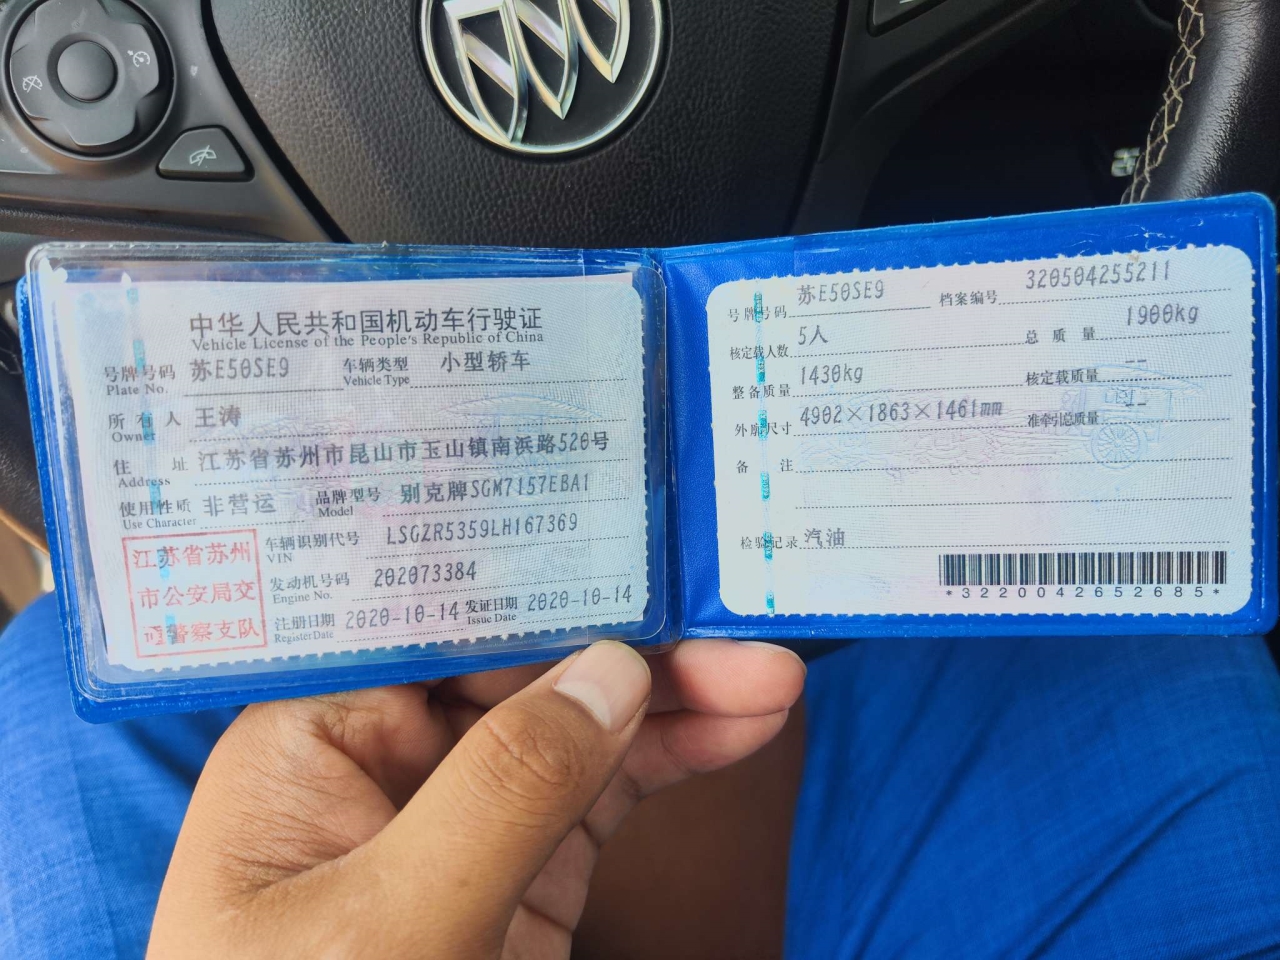 中华人民共和国机动车行驶证
Vehicle License of the People's Republic of China
号牌号码 苏E50SE9 车辆类型 小型轿车
Plate No. Vehicle Type
所有人 王涛
Owner
住址 江苏省苏州市昆山市玉山镇南浜路520号
Address
使用性质 非营运 品牌型号 别克牌SGM7157EBA1
Use Character Model
江苏省苏州
市公安局交
通警察支队
车辆识别代号 LSGZR5359LH167369
VIN
发动机号码 202073384
Engine No.
注册日期 2020-10-14 发证日期 2020-10-14
Register Date Issue Date
号牌号码 苏E50SE9 档案编号 320504255211
核定载人数 5人 总质量 1900kg
整备质量 1430kg 核定载质量 --
外廓尺寸 4902×1863×1461mm 准牵引总质量 --
备注
检验记录 汽油
*3220042652685*